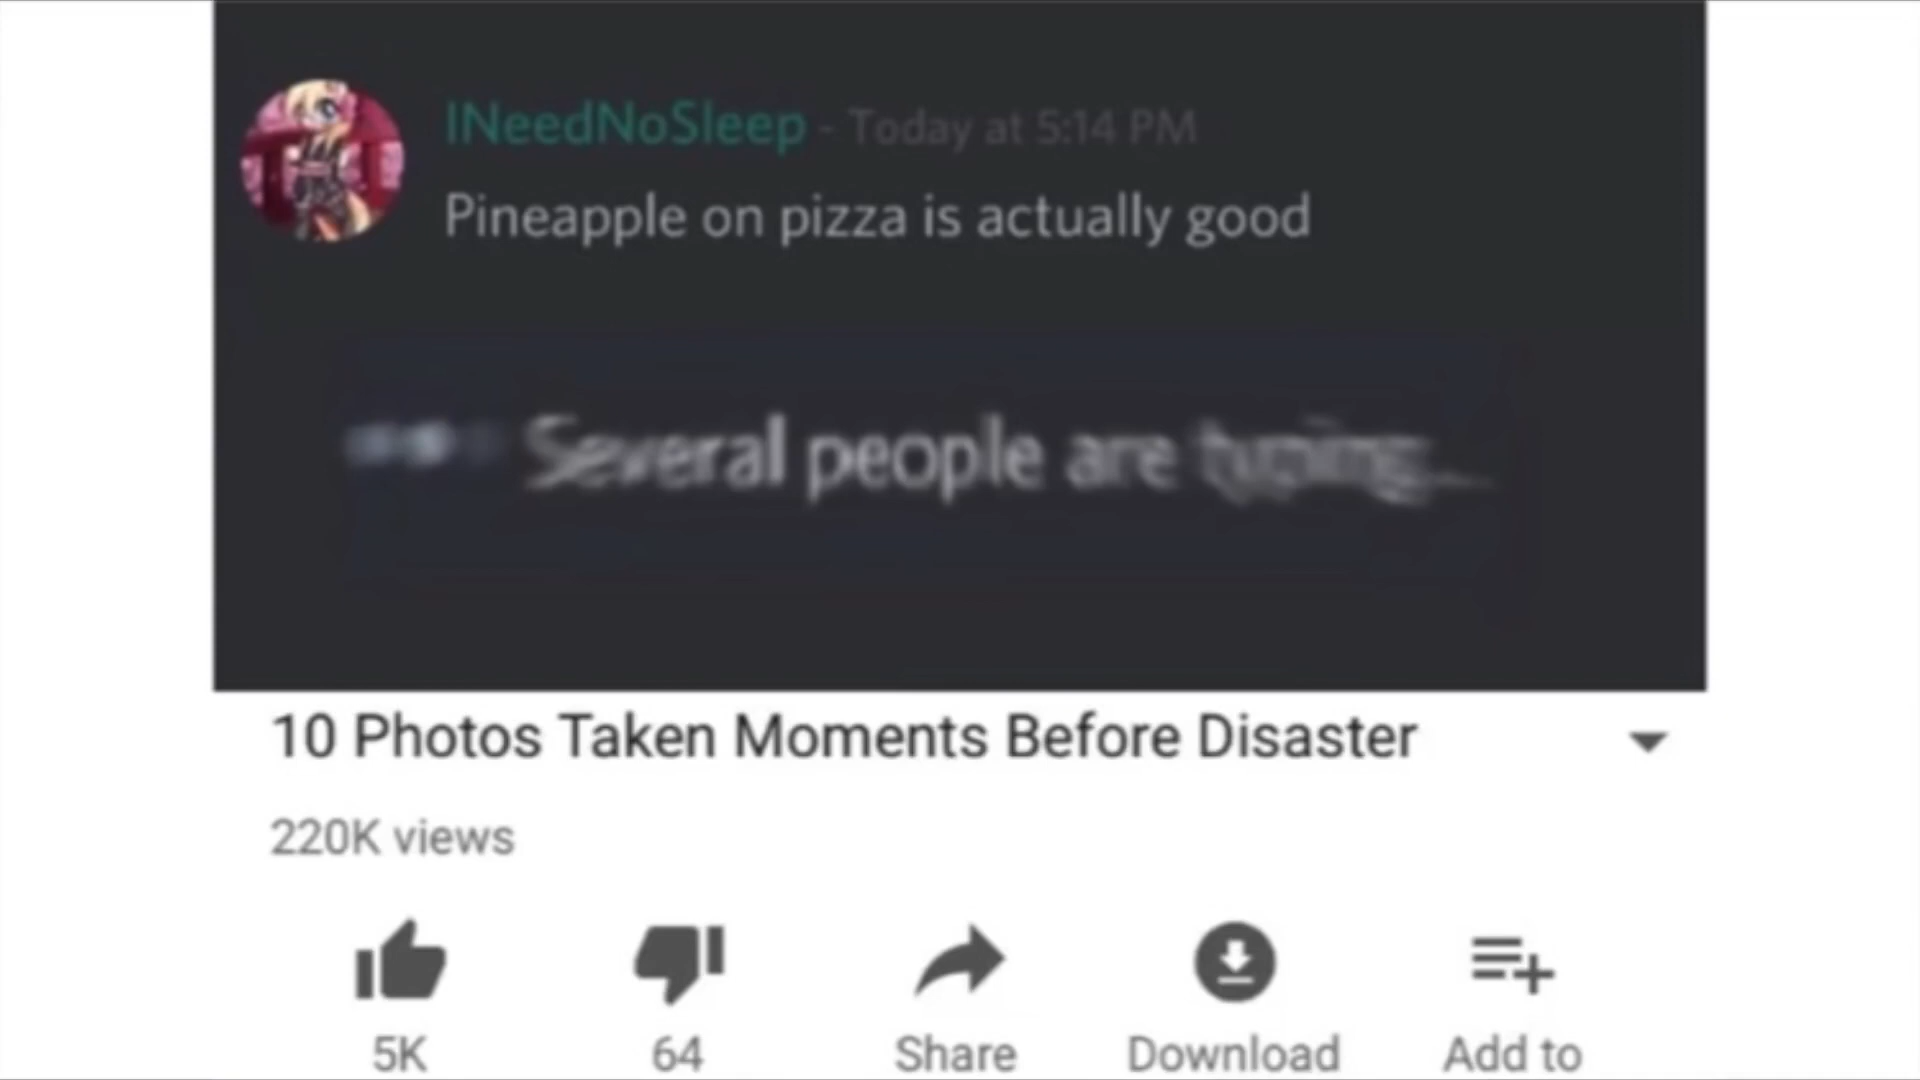 INeedNoSleep - Today at 5:14 PM
Pineapple on pizza is actually good
Several people are typing...
10 Photos Taken Moments Before Disaster
220K views
5K 64 Share Download Add to